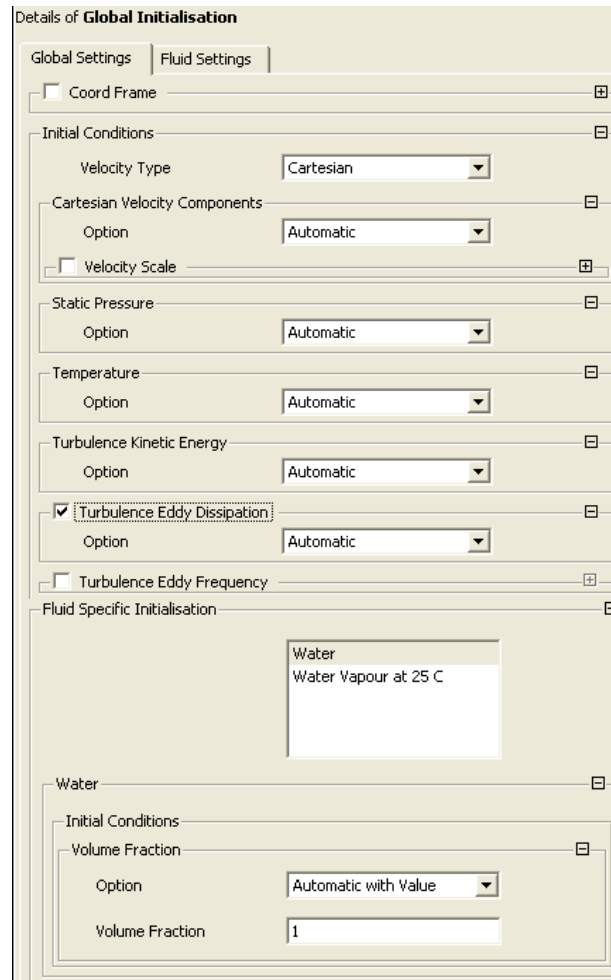 Details of Global Initialisation
Global Settings Fluid Settings
Coord Frame
Initial Conditions
Velocity Type Cartesian
Cartesian Velocity Components
Option Automatic
Velocity Scale
Static Pressure
Option Automatic
Temperature
Option Automatic
Turbulence Kinetic Energy
Option Automatic
Turbulence Eddy Dissipation
Option Automatic
Turbulence Eddy Frequency
Fluid Specific Initialisation
Water
Water Vapour at 25 C
Water
Initial Conditions
Volume Fraction
Option Automatic with Value
Volume Fraction 1